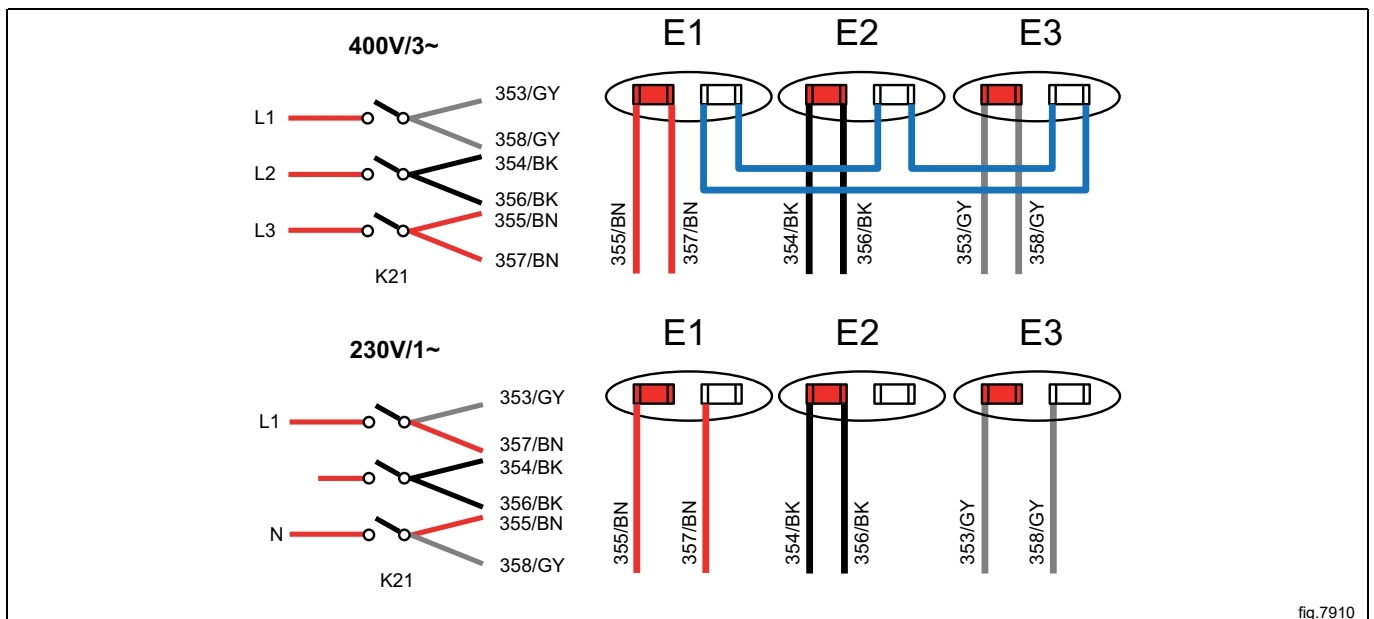 400V/3~
E1 E2 E3
L1
353/GY
358/GY
L2
354/BK
356/BK
L3
355/BN
357/BN
K21
355/BN
357/BN
354/BK
356/BK
353/GY
358/GY
230V/1~
E1 E2 E3
L1
353/GY
357/BN
354/BK
356/BK
N
355/BN
358/GY
K21
355/BN
357/BN
354/BK
356/BK
353/GY
358/GY
fig.7910